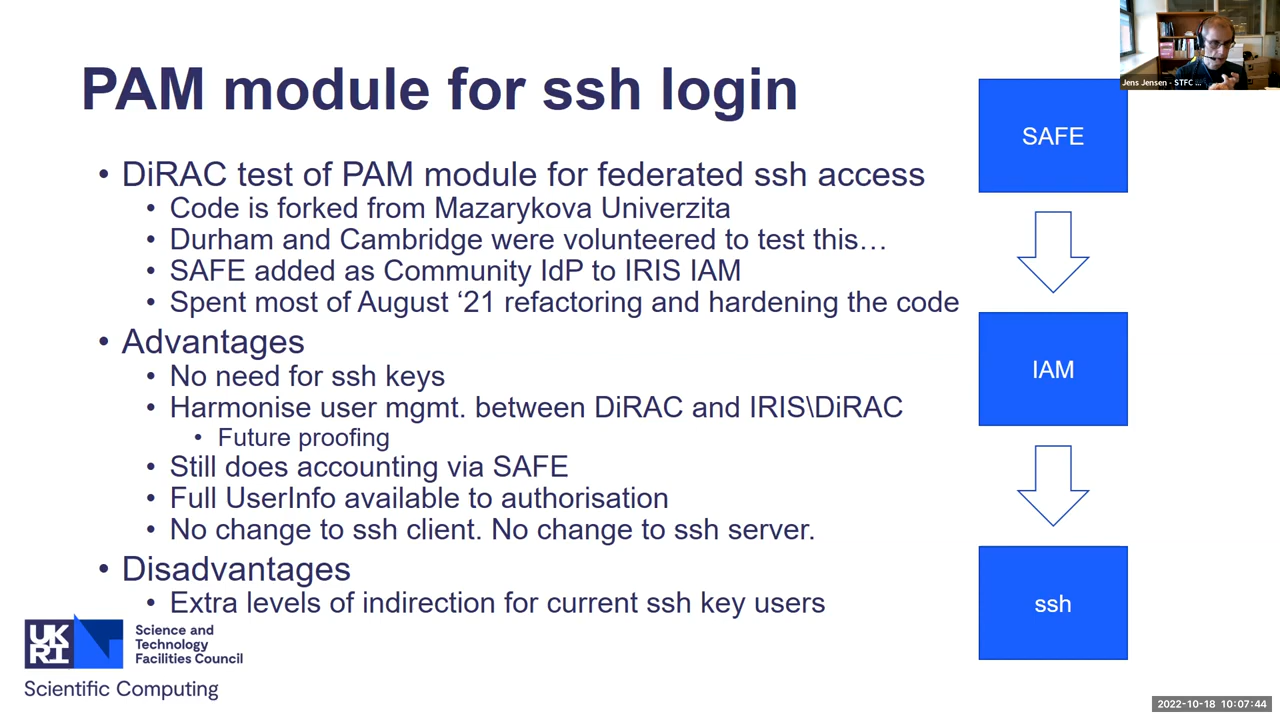 PAM module for ssh login
• DiRAC test of PAM module for federated ssh access
• Code is forked from Mazarykova Univerzita
• Durham and Cambridge were volunteered to test this…
• SAFE added as Community IdP to IRIS IAM
• Spent most of August ‘21 refactoring and hardening the code
• Advantages
• No need for ssh keys
• Harmonise user mgmt. between DiRAC and IRIS\DiRAC
• Future proofing
• Still does accounting via SAFE
• Full UserInfo available to authorisation
• No change to ssh client. No change to ssh server.
• Disadvantages
• Extra levels of indirection for current ssh key users
SAFE
IAM
ssh
Jens Jensen - STFC ...
UK
RI
Science and
Technology
Facilities Council
Scientific Computing
2022-10-18 10:07:44